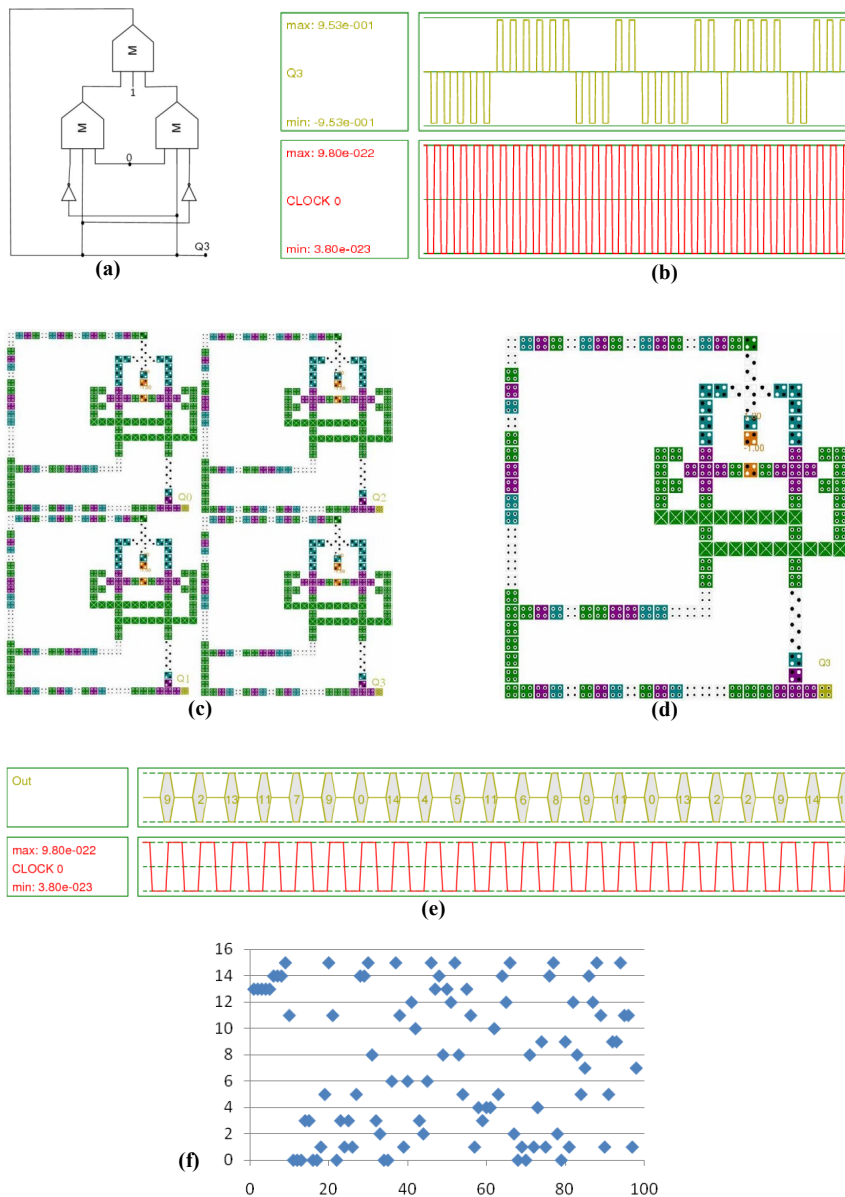 M
1
M M
0
Q3
(a)
max: 9.53e-001
Q3
min: -9.53e-001
max: 9.80e-022
CLOCK 0
min: 3.80e-023
(b)
Q0
Q2
Q1
Q3
(c)
-1.00
Q3
(d)
Out
9 2 13 11 7 9 0 14 4 5 11 6 8 9 11 0 13 2 2 9 14
max: 9.80e-022
CLOCK 0
min: 3.80e-023
(e)
16
14
12
10
8
6
4
2
0
0 20 40 60 80 100
(f)